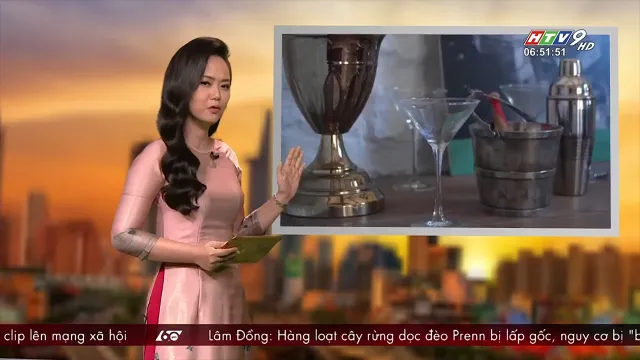 HTV9 HD
06:51:51
clip lên mạng xã hội 60 Lâm Đồng: Hàng loạt cây rừng dọc đèo Prenn bị lấp gốc, nguy cơ bị "b